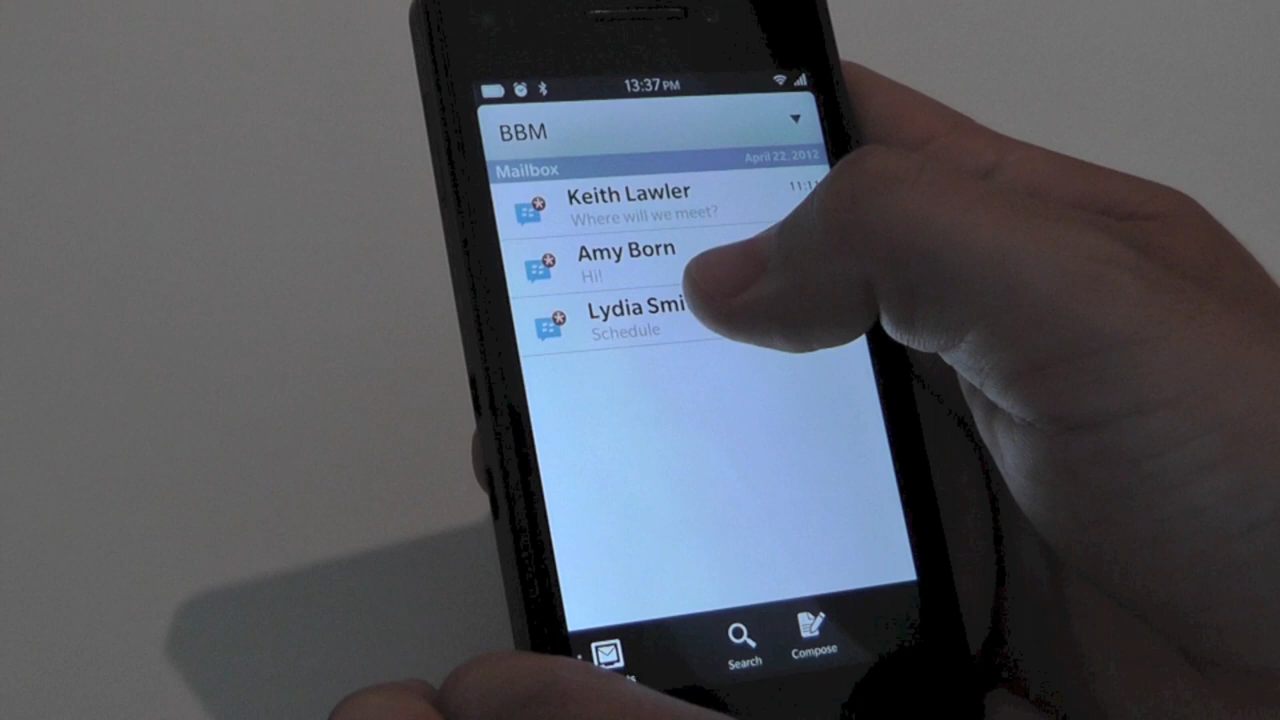 13:37 PM
BBM
Mailbox April 22, 2012
Keith Lawler
Where will we meet?
Amy Born
Hi!
Lydia
Schedule
Search
Compose